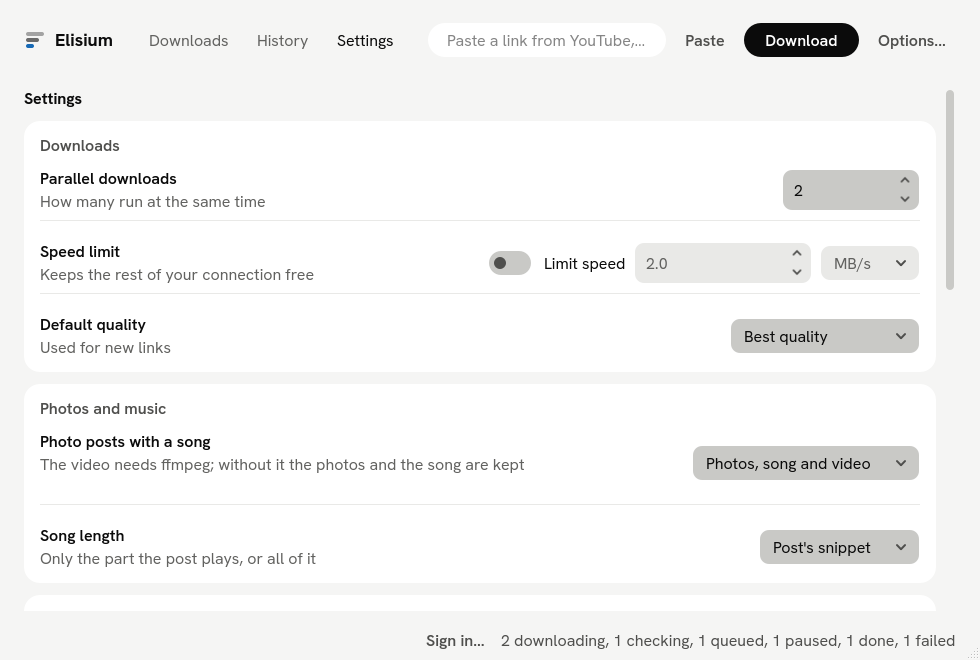 Elisium
Downloads
History
Settings
Paste a link from YouTube,...
Paste
Download
Options...
Settings
Downloads
Parallel downloads
How many run at the same time
2
Speed limit
Keeps the rest of your connection free
Limit speed
2.0
MB/s
Default quality
Used for new links
Best quality
Photos and music
Photo posts with a song
The video needs ffmpeg; without it the photos and the song are kept
Photos, song and video
Song length
Only the part the post plays, or all of it
Post's snippet
Sign in...
2 downloading, 1 checking, 1 queued, 1 paused, 1 done, 1 failed